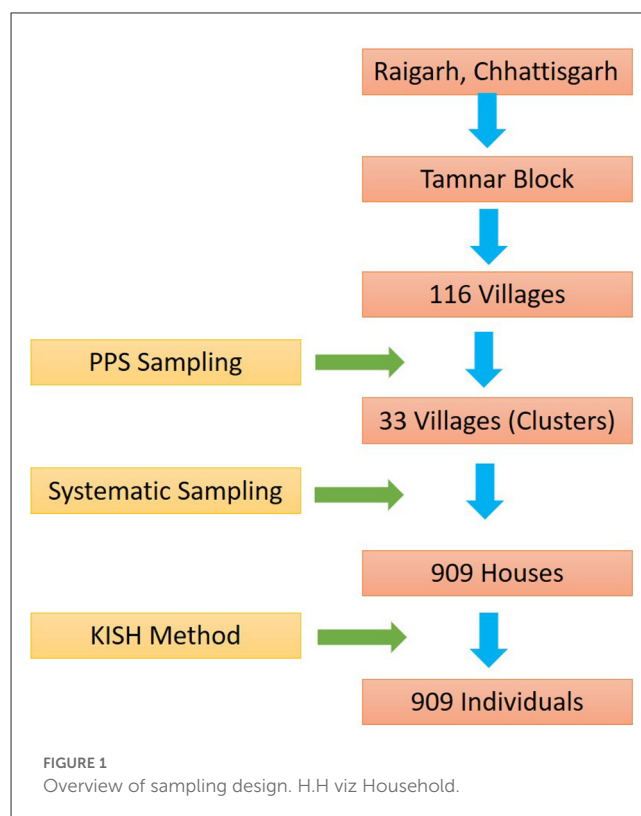 Raigarh, Chhattisgarh
Tamnar Block
116 Villages
PPS Sampling
33 Villages (Clusters)
Systematic Sampling
909 Houses
KISH Method
909 Individuals
FIGURE 1
Overview of sampling design. H.H viz Household.